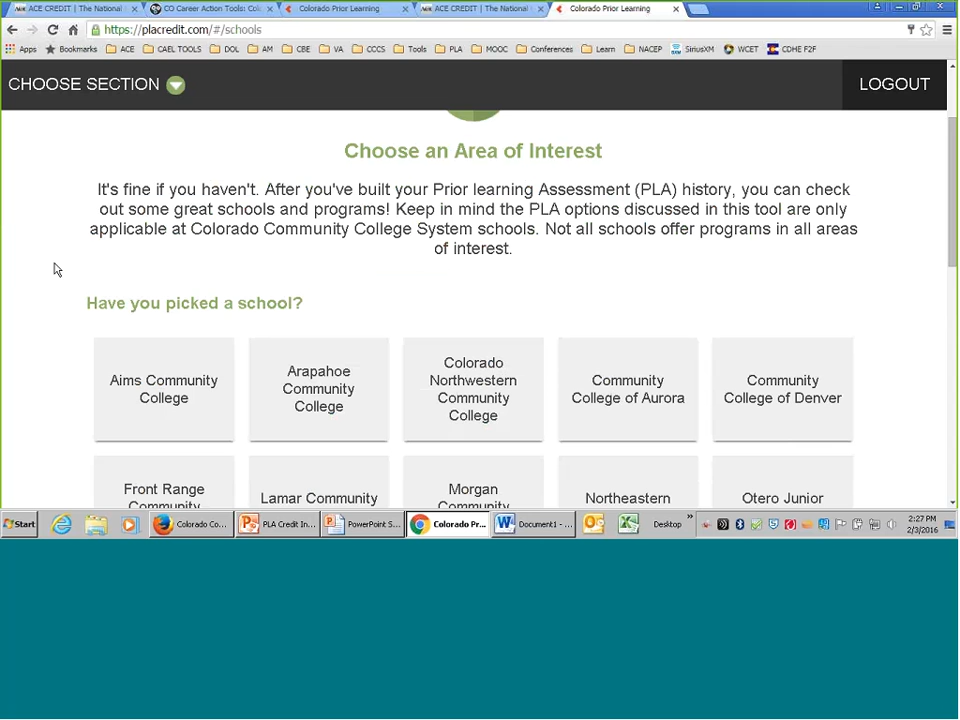 ACE CREDIT | The National
CO Career Action Tools: Col
Colorado Prior Learning
ACE CREDIT | The National
Colorado Prior Learning
https://placredit.com/#/schools
Apps Bookmarks ACE CAEL TOOLS DOL AM CBE VA CCCS Tools PLA MOOC Conferences Learn NACEP SiriusXM WCET CDHE F2F
CHOOSE SECTION
LOGOUT
Choose an Area of Interest
It's fine if you haven't. After you've built your Prior learning Assessment (PLA) history, you can check
out some great schools and programs! Keep in mind the PLA options discussed in this tool are only
applicable at Colorado Community College System schools. Not all schools offer programs in all areas
of interest.
Have you picked a school?
Aims Community
College
Arapahoe
Community
College
Colorado
Northwestern
Community
College
Community
College of Aurora
Community
College of Denver
Front Range
Community
Lamar Community
Morgan
Community
Northeastern
Otero Junior
Start
Colorado Co...
PLA Credit In...
PowerPoint S...
Colorado Pr...
Document1 - ...
Desktop
2:27 PM
2/3/2016